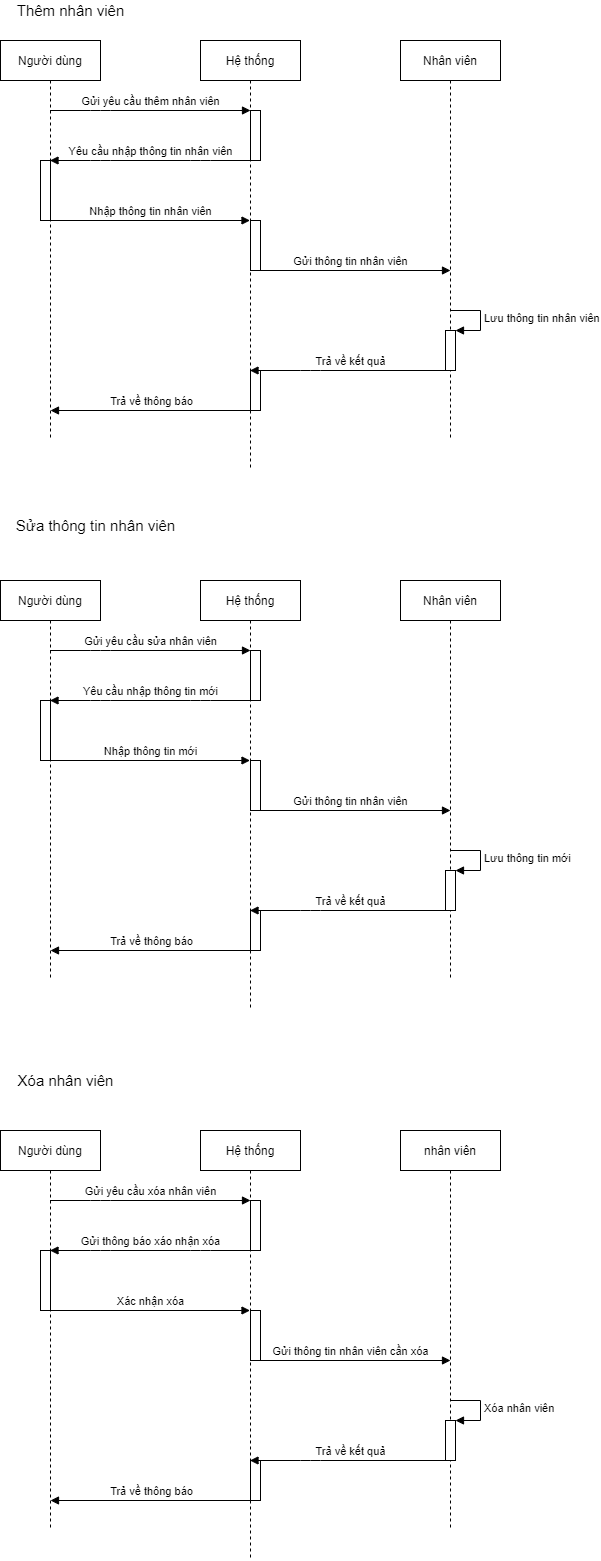 Thêm nhân viên
Người dùng
Hệ thống
Nhân viên
Gửi yêu cầu thêm nhân viên
Yêu cầu nhập thông tin nhân viên
Nhập thông tin nhân viên
Gửi thông tin nhân viên
Lưu thông tin nhân viên
Trả về kết quả
Trả về thông báo
Sửa thông tin nhân viên
Người dùng
Hệ thống
Nhân viên
Gửi yêu cầu sửa nhân viên
Yêu cầu nhập thông tin mới
Nhập thông tin mới
Gửi thông tin nhân viên
Lưu thông tin mới
Trả về kết quả
Trả về thông báo
Xóa nhân viên
Người dùng
Hệ thống
nhân viên
Gửi yêu cầu xóa nhân viên
Gửi thông báo xáo nhận xóa
Xác nhận xóa
Gửi thông tin nhân viên cần xóa
Xóa nhân viên
Trả về kết quả
Trả về thông báo